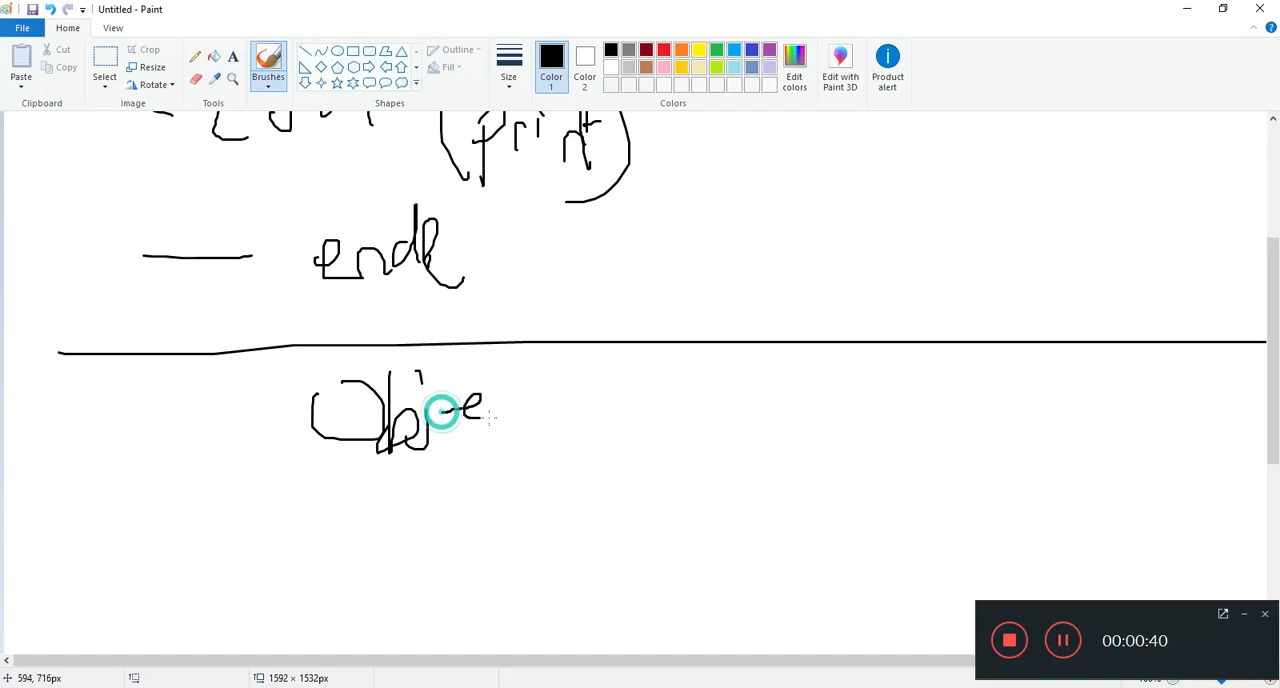 Untitled - Paint
File Home View
Paste Cut Copy
Clipboard
Select Crop Resize Rotate
Image
Tools
Brushes
Outline Fill
Shapes
Size
Color 1
Color 2
Edit colors
Colors
Edit with Paint 3D
Product alert
(print)
Obje
00:00:40
594, 716px
1592 × 1532px